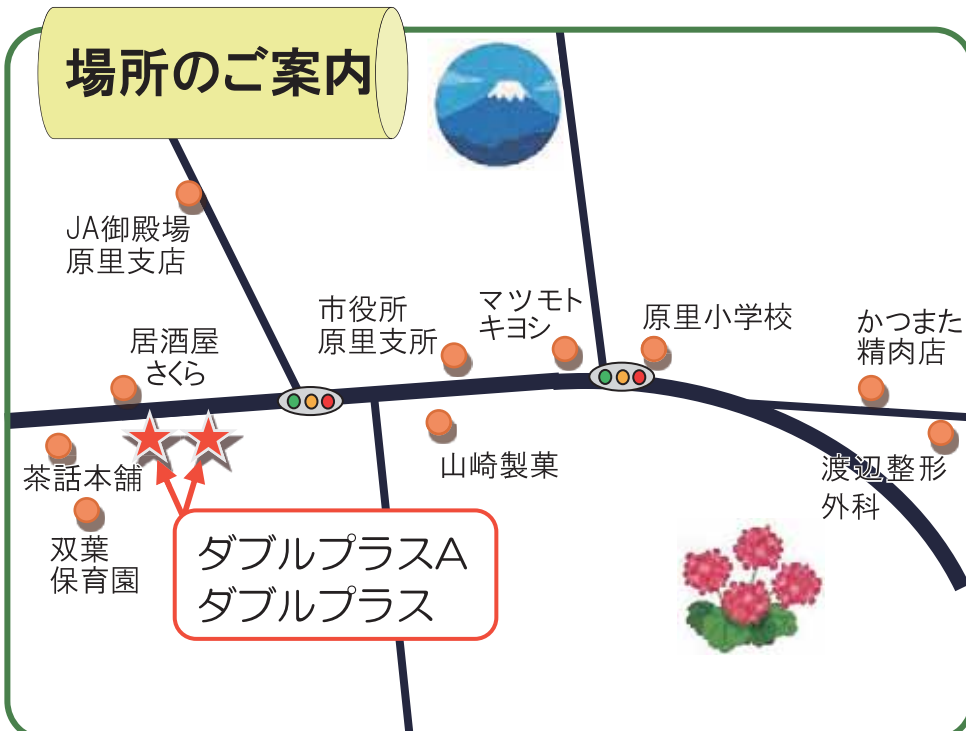 場所のご案内
JA御殿場
原里支店
市役所
原里支所
マツモト
キヨシ
原里小学校
かつまた
精肉店
居酒屋
さくら
茶話本舗
山崎製菓
渡辺整形
外科
双葉
保育園
ダブルプラスA
ダブルプラス